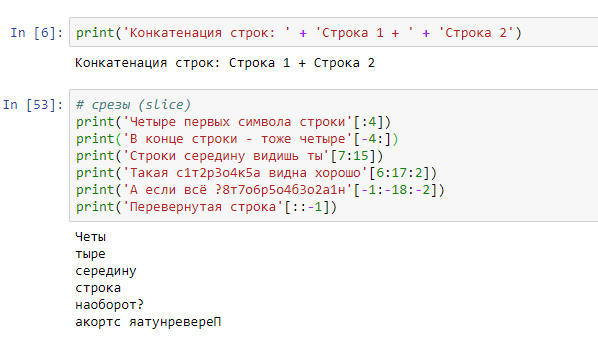 In [6]: print('Конкатенация строк: ' + 'Строка 1 + ' + 'Строка 2')
Конкатенация строк: Строка 1 + Строка 2
In [53]: # срезы (slice)
print('Четыре первых символа строки'[:4])
print('В конце строки - тоже четыре'[-4:])
print('Строки середину видишь ты'[7:15])
print('Такая с1т2р3о4к5а видна хорошо'[6:17:2])
print('А если всё ?8т7о6р5о4б3о2а1н'[-1:-18:-2])
print('Перевернутая строка'[::-1])
Четы
тыре
середину
строка
наоборот?
акортс яатунревереП